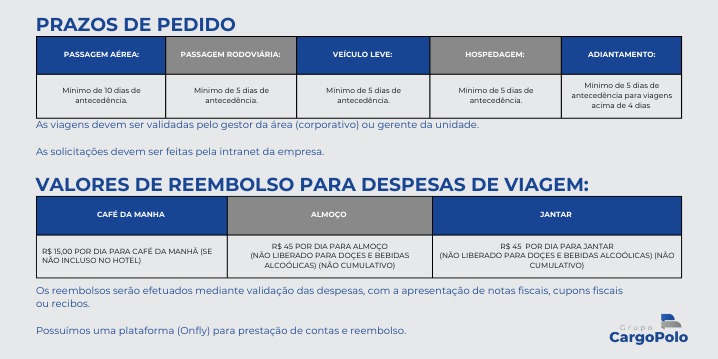 PRAZOS DE PEDIDO
PASSAGEM AÉREA:
PASSAGEM RODOVIÁRIA:
VEÍCULO LEVE:
HOSPEDAGEM:
ADIANTAMENTO:
Mínimo de 10 dias de
antecedência.
Mínimo de 5 dias de
antecedência.
Mínimo de 5 dias de
antecedência.
Mínimo de 5 dias de
antecedência.
Mínimo de 5 dias de
antecedência para viagens
acima de 4 dias
As viagens devem ser validadas pelo gestor da área (corporativo) ou gerente da unidade.
As solicitações devem ser feitas pela intranet da empresa.
VALORES DE REEMBOLSO PARA DESPESAS DE VIAGEM:
CAFÉ DA MANHA
ALMOÇO
JANTAR
R$ 15,00 POR DIA PARA CAFÉ DA MANHÃ (SE
NÃO INCLUSO NO HOTEL)
R$ 45 POR DIA PARA ALMOÇO
(NÃO LIBERADO PARA DOÇES E BEBIDAS
ALCOÓLICAS) (NÃO CUMULATIVO)
R$ 45 POR DIA PARA JANTAR
(NÃO LIBERADO PARA DOÇES E BEBIDAS ALCOÓLICAS) (NÃO
CUMULATIVO)
Os reembolsos serão efetuados mediante validação das despesas, com a apresentação de notas fiscais, cupons fiscais
ou recibos.
Possuímos uma plataforma (Onfly) para prestação de contas e reembolso.
Grupo
CargoPolo